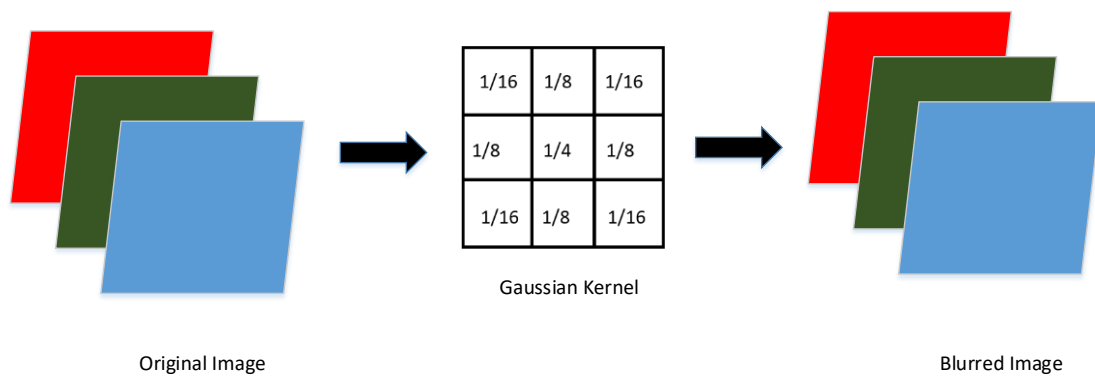 1/16 1/8 1/16
1/8 1/4 1/8
1/16 1/8 1/16
Gaussian Kernel
Original Image
Blurred Image